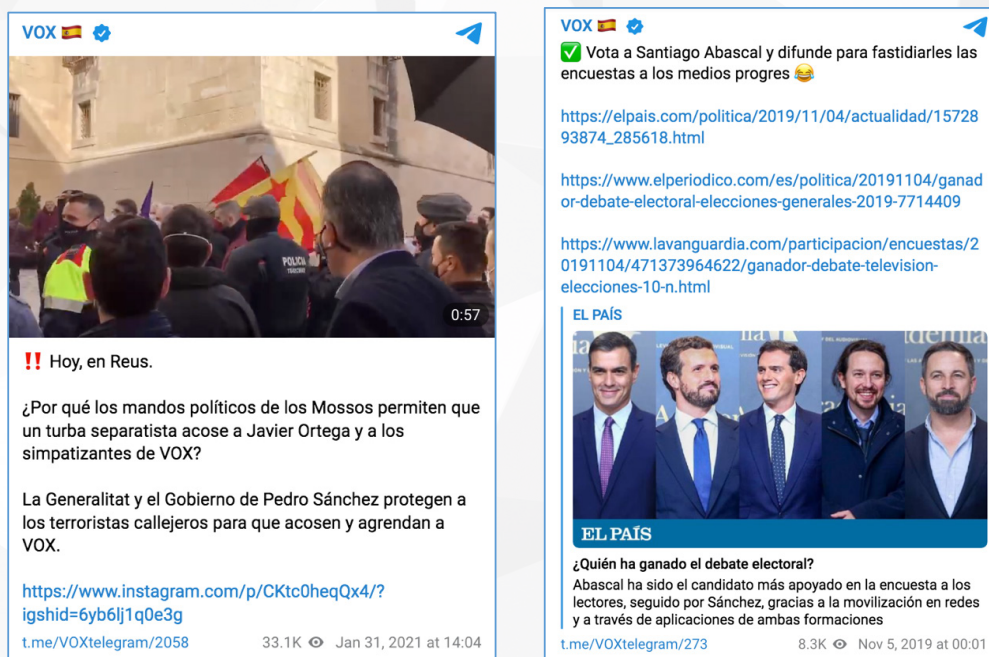 VOX 🇪🇸
0:57
POLICIA
‼️ Hoy, en Reus.
¿Por qué los mandos políticos de los Mossos permiten que
un turba separatista acose a Javier Ortega y a los
simpatizantes de VOX?
La Generalitat y el Gobierno de Pedro Sánchez protegen a
los terroristas callejeros para que acosen y agrendan a
VOX.
https://www.instagram.com/p/CKtc0heqQx4/?
igshid=6yb6lj1q0e3g
t.me/VOXtelegram/2058 33.1K Jan 31, 2021 at 14:04
VOX 🇪🇸
✅ Vota a Santiago Abascal y difunde para fastidiarles las
encuestas a los medios progres 😂
https://elpais.com/politica/2019/11/04/actualidad/15728
93874_285618.html
https://www.elperiodico.com/es/politica/20191104/ganad
or-debate-electoral-elecciones-generales-2019-7714409
https://www.lavanguardia.com/participacion/encuestas/2
0191104/471373964622/ganador-debate-television-
elecciones-10-n.html
EL PAÍS
EL PAÍS
¿Quién ha ganado el debate electoral?
Abascal ha sido el candidato más apoyado en la encuesta a los
lectores, seguido por Sánchez, gracias a la movilización en redes
y a través de aplicaciones de ambas formaciones
t.me/VOXtelegram/273 8.3K Nov 5, 2019 at 00:01